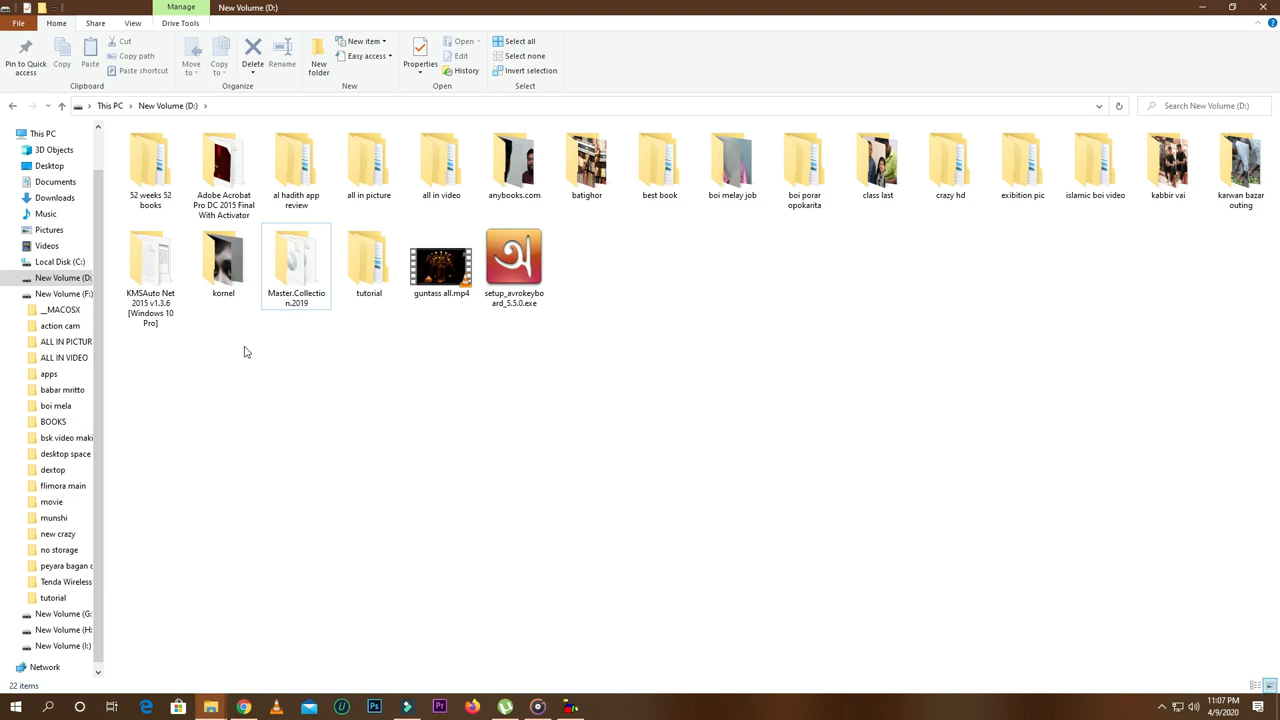 Manage
New Volume (D:)
File
Home
Share
View
Drive Tools
Pin to Quick access
Copy
Paste
Cut
Copy path
Paste shortcut
Clipboard
Move to
Copy to
Delete
Rename
Organize
New folder
New item
Easy access
New
Properties
Open
Edit
History
Open
Select all
Select none
Invert selection
Select
This PC
New Volume (D:)
Search New Volume (D:)
This PC
3D Objects
Desktop
Documents
Downloads
Music
Pictures
Videos
Local Disk (C:)
New Volume (D:
New Volume (F:)
__MACOSX
action cam
ALL IN PICTUR
ALL IN VIDEO
apps
babar mritto
boi mela
BOOKS
bsk video maki
desktop space
dextop
flimora main
movie
munshi
new crazy
no storage
peyara bagan c
Tenda Wireless
tutorial
New Volume (G:
New Volume (H:
New Volume (I:)
Network
52 weeks 52 books
Adobe Acrobat Pro DC 2015 Final With Activator
al hadith app review
all in picture
all in video
anybooks.com
batighor
best book
boi melay job
boi porar opokarita
class last
crazy hd
exibition pic
islamic boi video
kabbir vai
karwan bazar outing
KMSAuto Net 2015 v1.3.6 [Windows 10 Pro]
kornel
Master.Collection.2019
tutorial
guntass all.mp4
setup_avrokeyboard_5.5.0.exe
অ
22 items
11:07 PM
4/9/2020